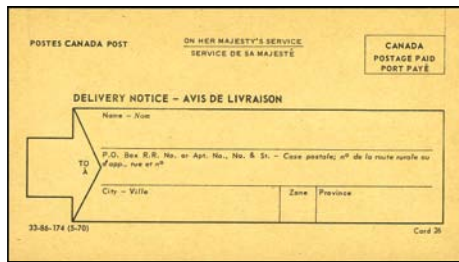 POSTES CANADA POST
ON HER MAJESTY'S SERVICE
SERVICE DE SA MAJESTÉ
CANADA
POSTAGE PAID
PORT PAYÉ
DELIVERY NOTICE – AVIS DE LIVRAISON
Name – Nom
TO
À
P.O. Box R.R. No. or Apt. No., No. & St. – Case postale; nº de la route rurale ou
d'app., rue et nº
City – Ville
Zone
Province
33-86-174 (5-70)
Card 26